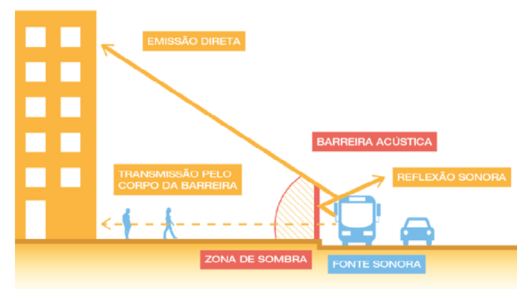 EMISSÃO DIRETA
BARREIRA ACÚSTICA
TRANSMISSÃO PELO
CORPO DA BARREIRA
REFLEXÃO SONORA
ZONA DE SOMBRA
FONTE SONORA